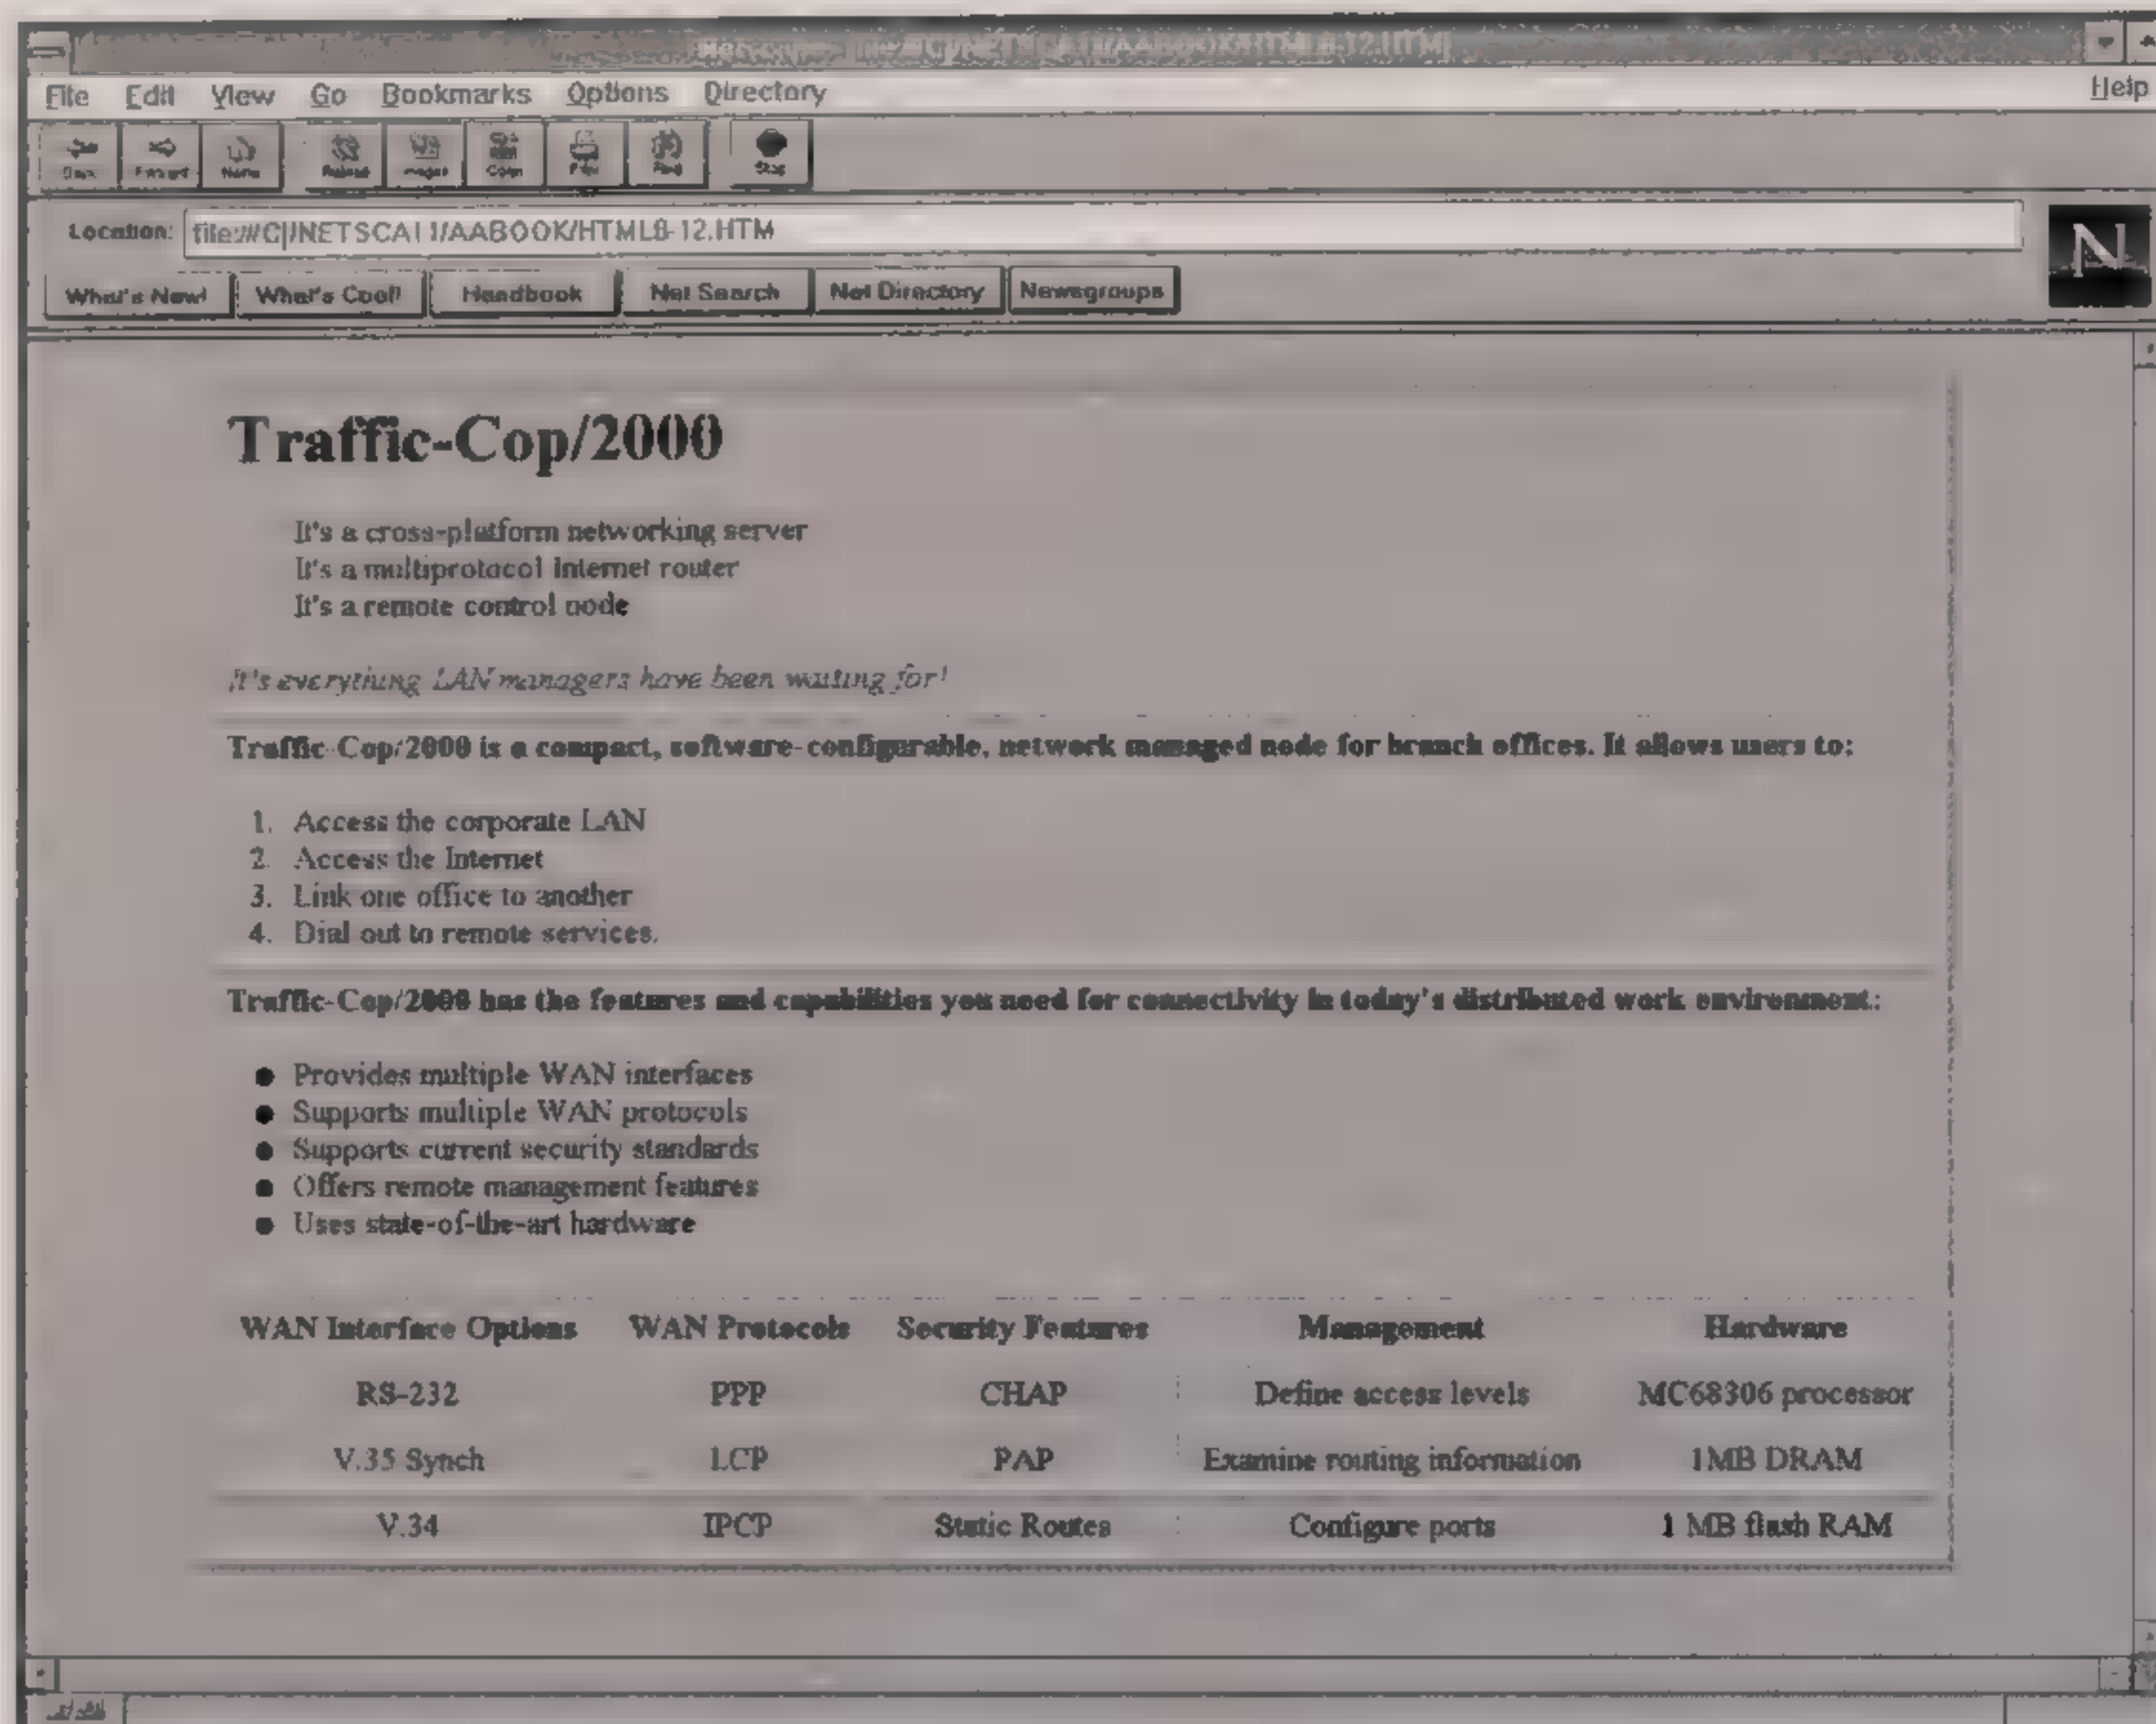 File Edit View Go Bookmarks Options Directory Help
Home Reload Images Print Find Stop
Location: file:///C|/NETSCA11/AABOOK/HTML8-12.HTM
N
What's New! What's Cool! Handbook Net Search Net Directory Newsgroups
Traffic-Cop/2000
It's a cross-platform networking server
It's a multiprotocol Internet router
It's a remote control node
It's everything LAN managers have been waiting for!
Traffic-Cop/2000 is a compact, software-configurable, network managed node for branch offices. It allows users to:
1. Access the corporate LAN
2. Access the Internet
3. Link one office to another
4. Dial out to remote services.
Traffic-Cop/2000 has the features and capabilities you need for connectivity in today's distributed work environment.:
● Provides multiple WAN interfaces
● Supports multiple WAN protocols
● Supports current security standards
● Offers remote management features
● Uses state-of-the-art hardware
WAN Interface Options WAN Protocols Security Features Management Hardware
RS-232 PPP CHAP Define access levels MC68306 processor
V.35 Synch LCP PAP Examine routing information 1MB DRAM
V.34 IPCP Static Routes Configure ports 1 MB flash RAM